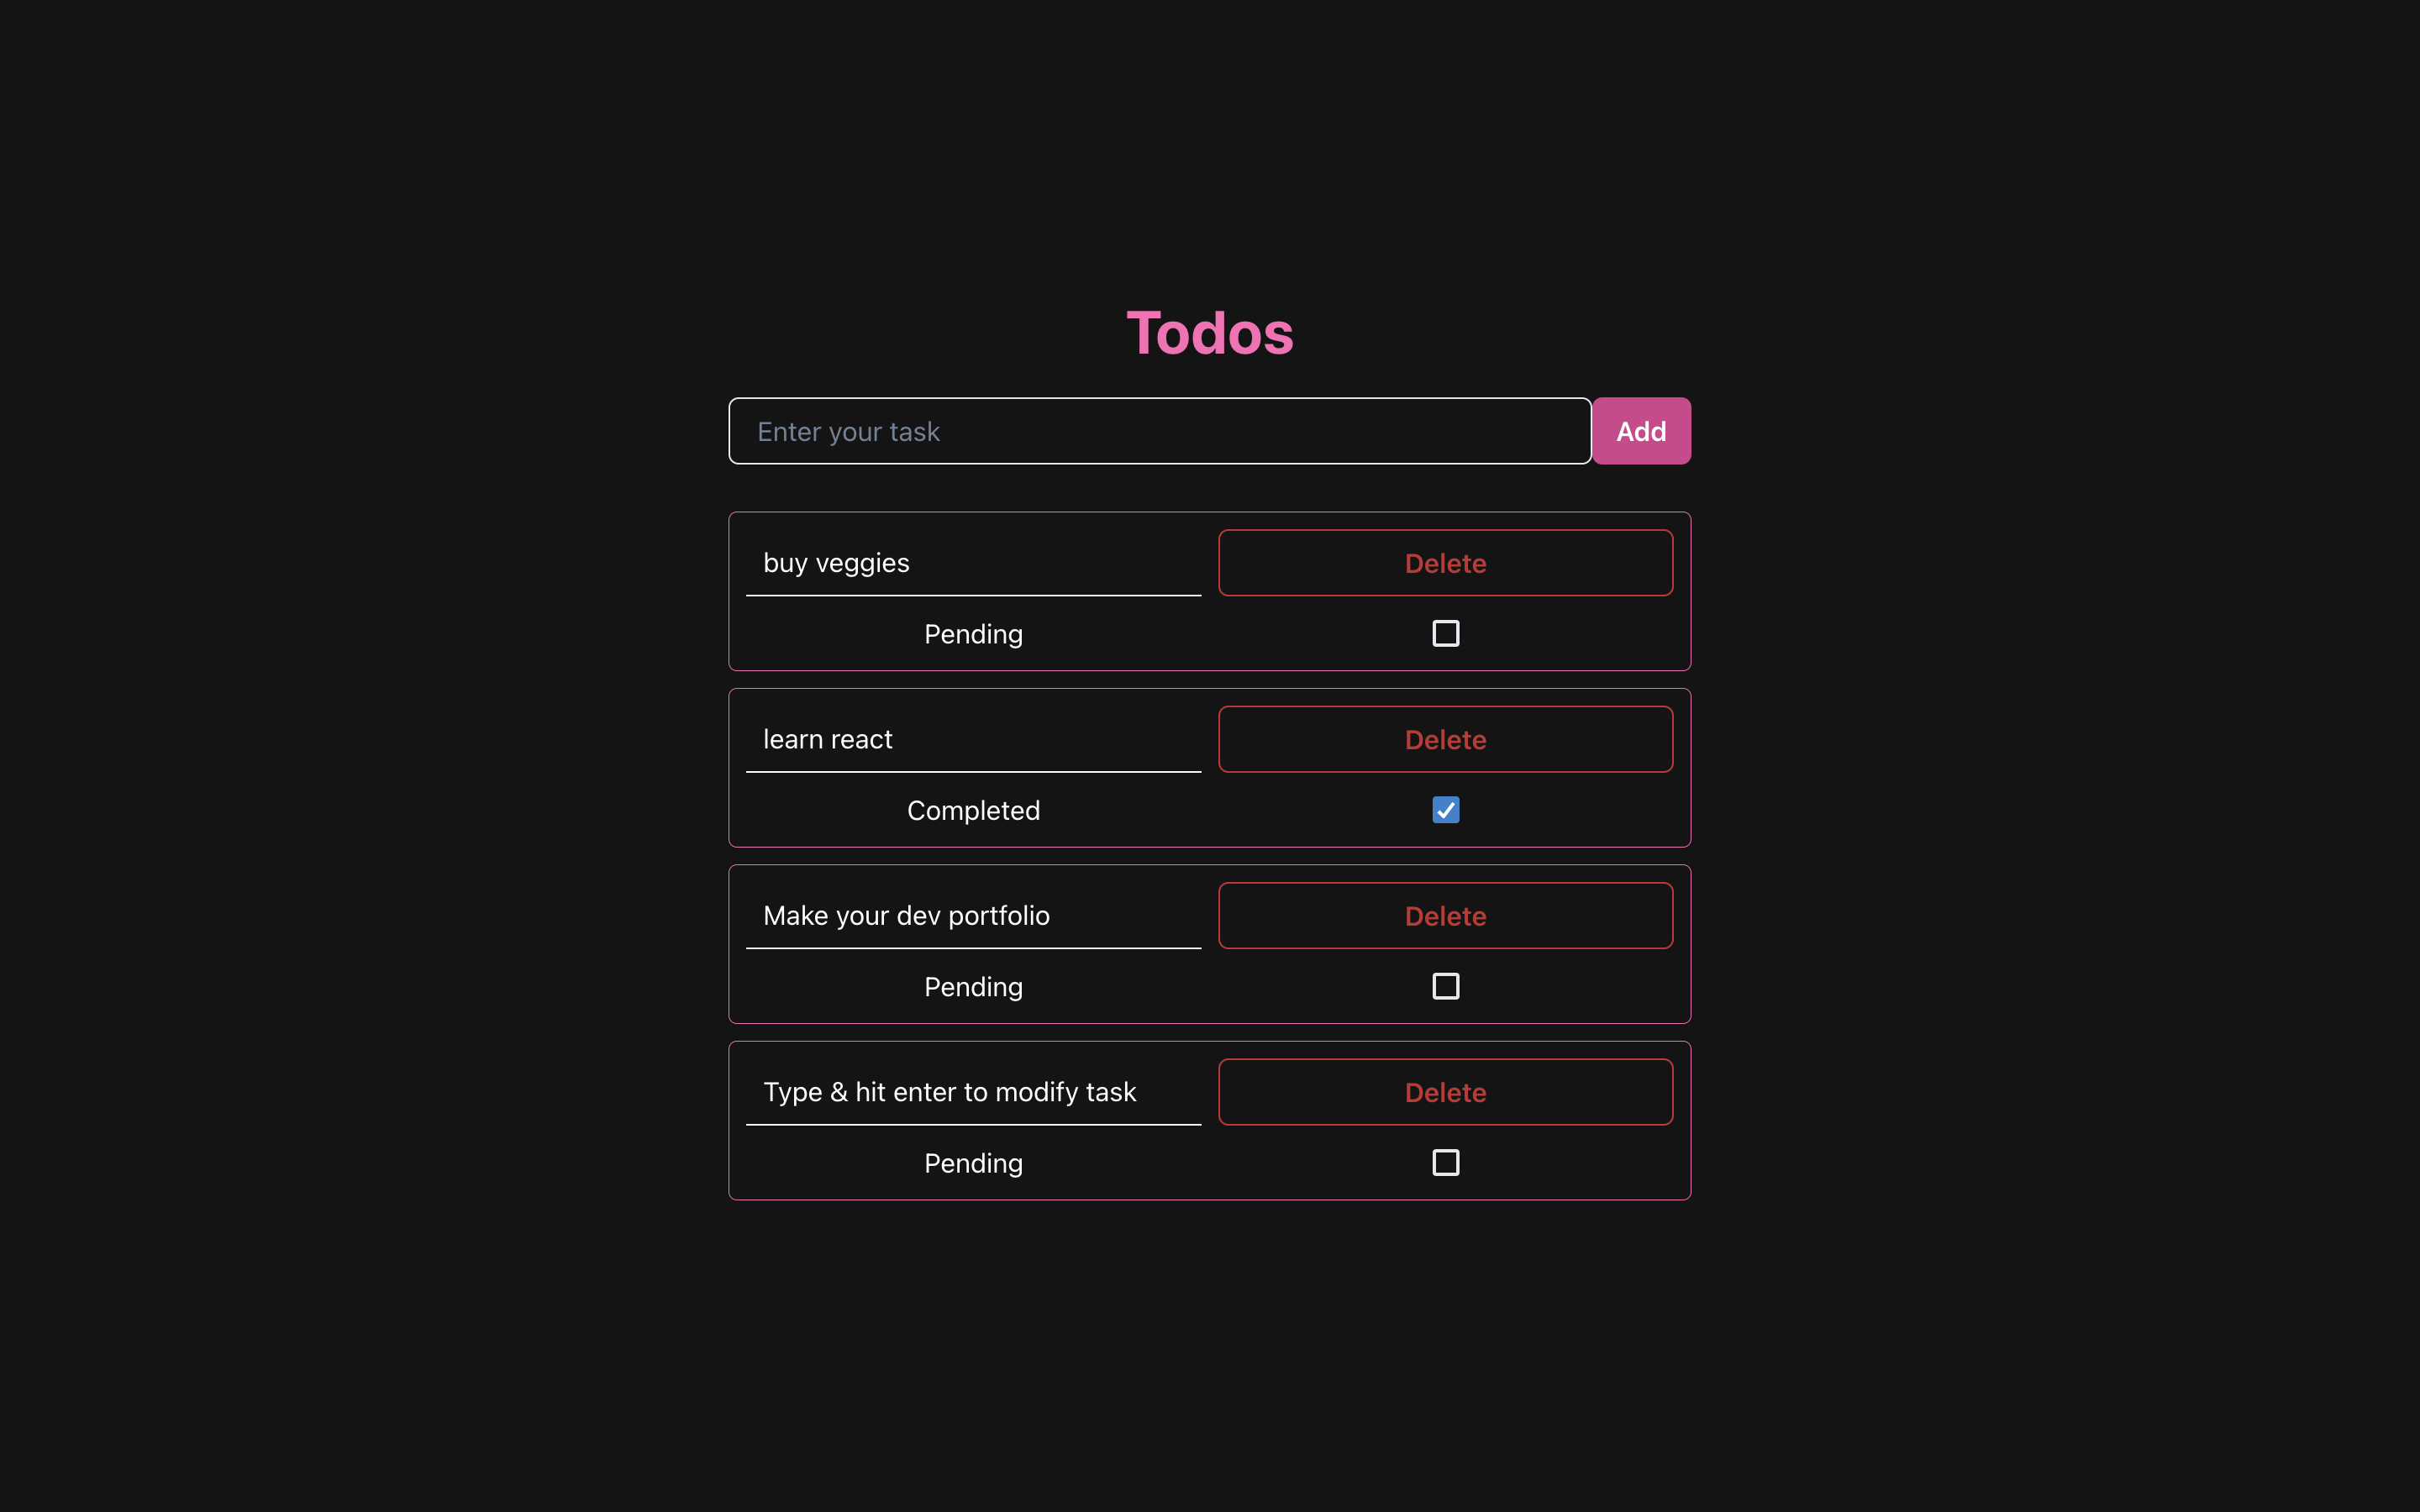 Todos
Enter your task
Add
buy veggies
Delete
Pending
learn react
Delete
Completed
Make your dev portfolio
Delete
Pending
Type & hit enter to modify task
Delete
Pending